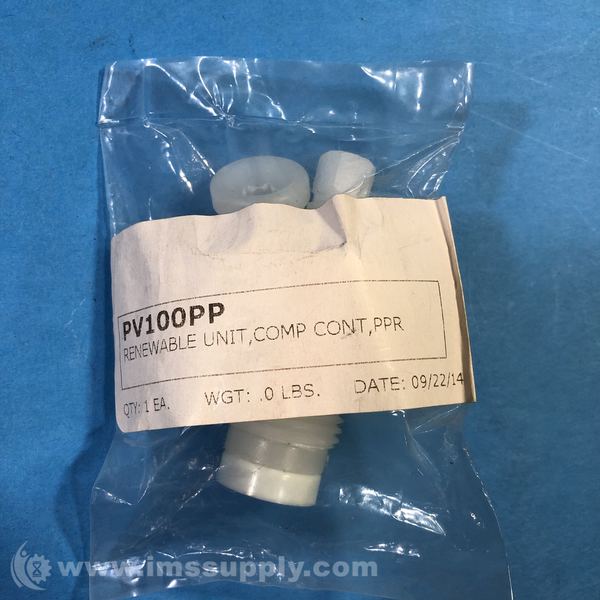 PV100PP
RENEWABLE UNIT,COMP CONT,PPR
QTY: 1 EA. WGT: .0 LBS. DATE: 09/22/14
www.imssupply.com